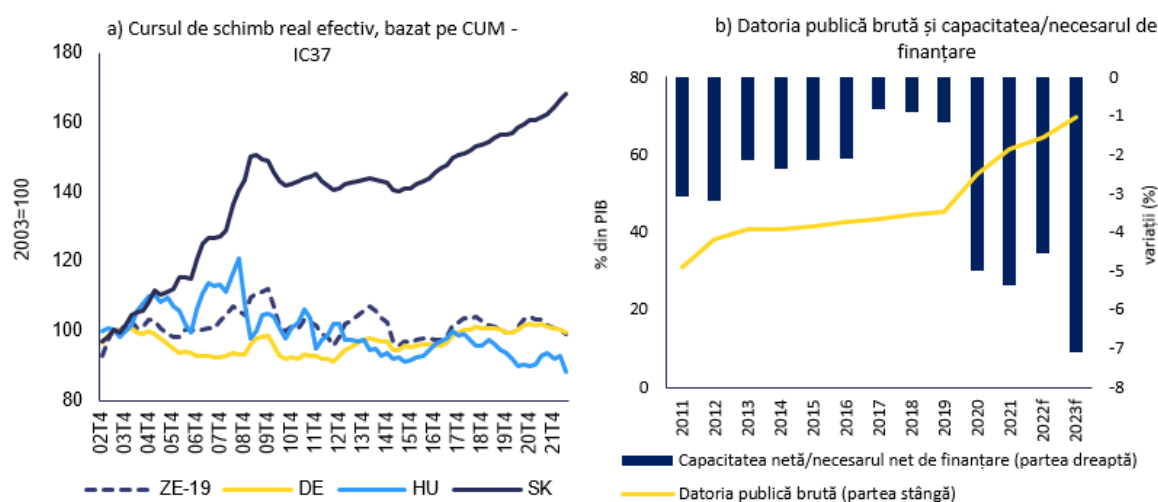 a) Cursul de schimb real efectiv, bazat pe CUM -
IC37
180
160
140
120
100
80
2003=100
02T4
03T4
04T4
05T4
06T4
07T4
08T4
09T4
10T4
11T4
12T4
13T4
14T4
15T4
16T4
17T4
18T4
19T4
20T4
21T4
ZE-19 DE HU SK
b) Datoria publică brută și capacitatea/necesarul de
finanțare
80
60
40
20
0
% din PIB
0
-1
-2
-3
-4
-5
-6
-7
-8
variații (%)
2011
2012
2013
2014
2015
2016
2017
2018
2019
2020
2021
2022f
2023f
Capacitatea netă/necesarul net de finanțare (partea dreaptă)
Datoria publică brută (partea stângă)